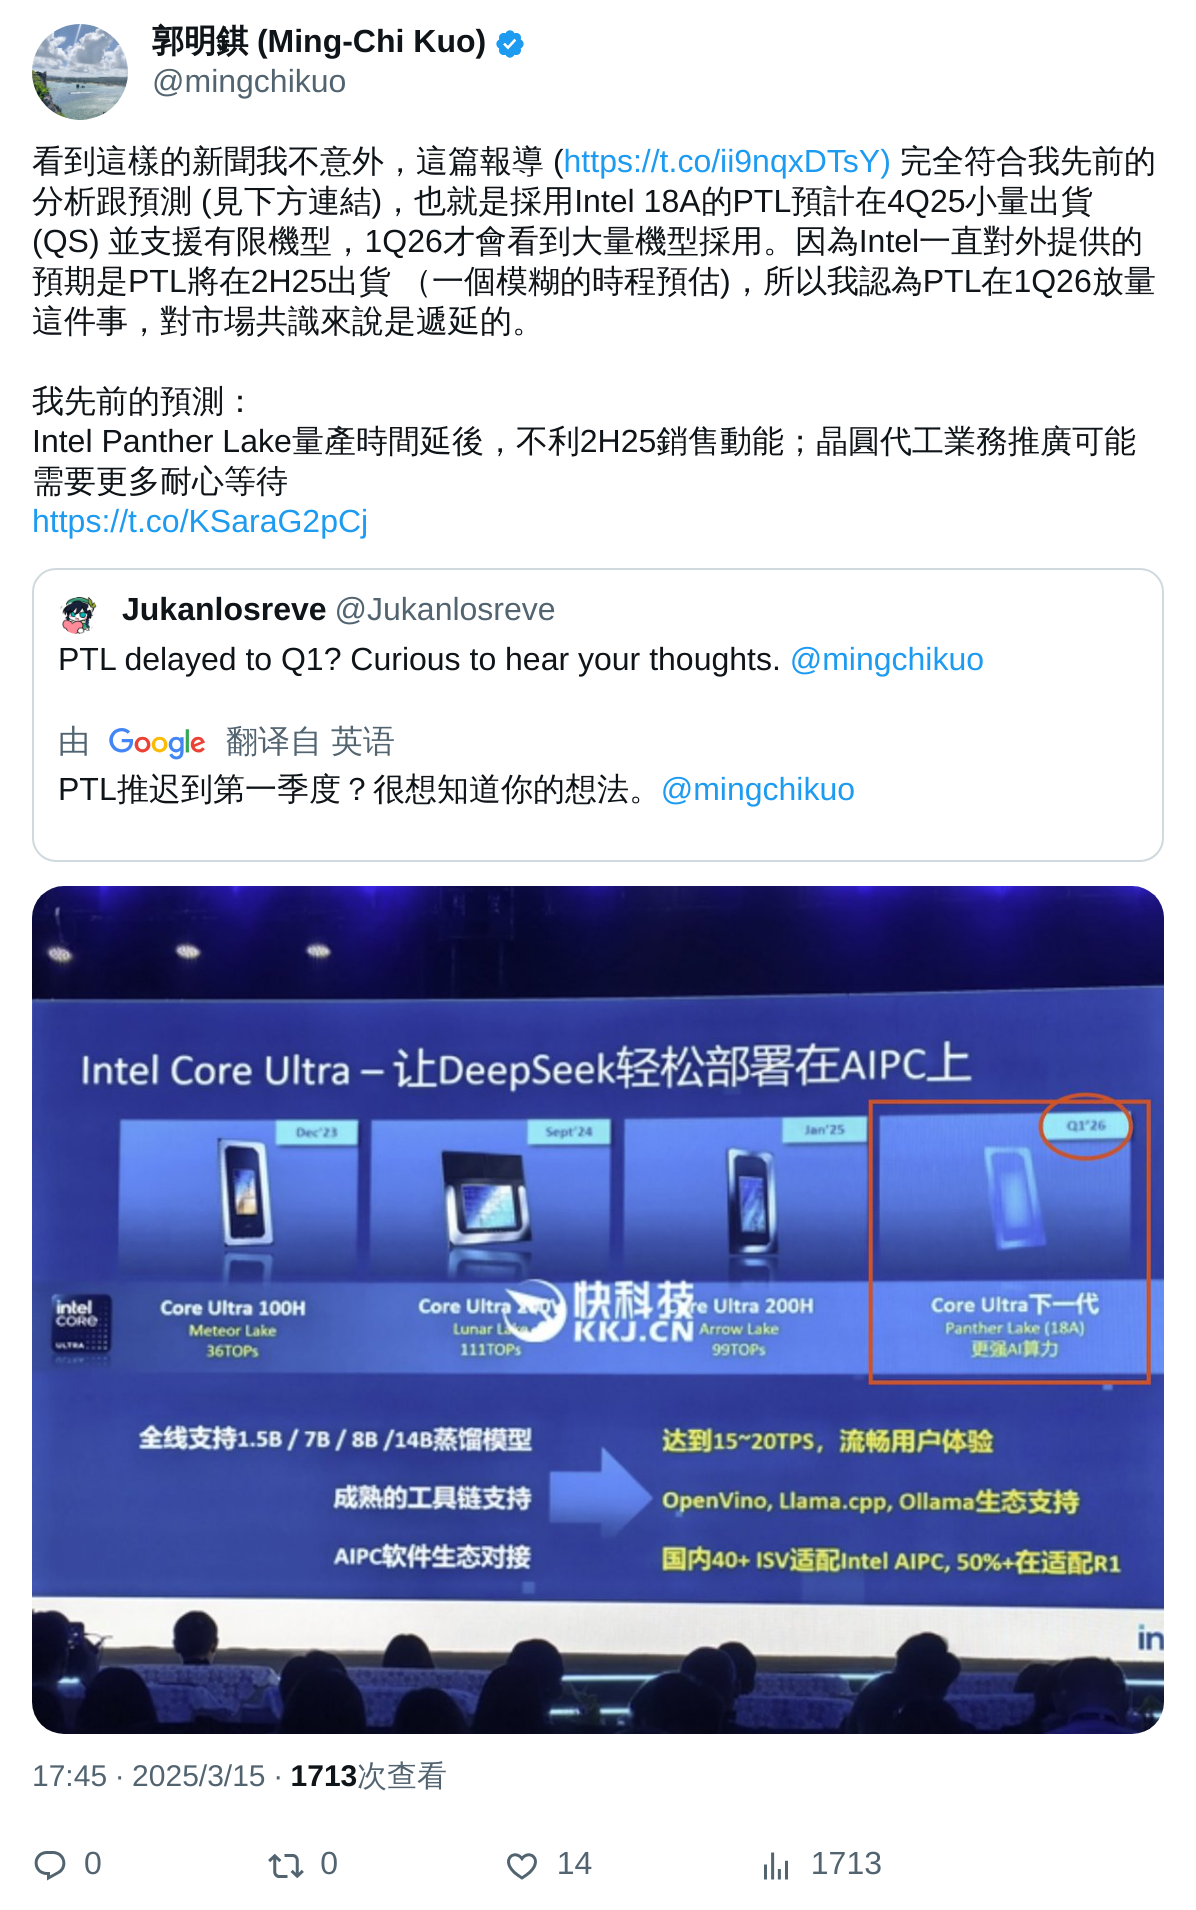 郭明錤 (Ming-Chi Kuo)
@mingchikuo
看到這樣的新聞我不意外，這篇報導 (https://t.co/ii9nqxDTsY) 完全符合我先前的
分析跟預測 (見下方連結)，也就是採用Intel 18A的PTL預計在4Q25小量出貨
(QS) 並支援有限機型，1Q26才會看到大量機型採用。因為Intel一直對外提供的
預期是PTL將在2H25出貨 （一個模糊的時程預估)，所以我認為PTL在1Q26放量
這件事，對市場共識來說是遞延的。
我先前的預測：
Intel Panther Lake量產時間延後，不利2H25銷售動能；晶圓代工業務推廣可能
需要更多耐心等待
https://t.co/KSaraG2pCj
Jukanlosreve @Jukanlosreve
PTL delayed to Q1? Curious to hear your thoughts. @mingchikuo
由 Google 翻译自 英语
PTL推迟到第一季度？很想知道你的想法。@mingchikuo
Intel Core Ultra – 让DeepSeek轻松部署在AIPC上
Dec'23 Sept'24 Jan'25 Q1'26
intel CORE ULTRA
Core Ultra 100H
Meteor Lake
36TOPs
Core Ultra 200V
Lunar Lake
111TOPs
快科技
KKJ.CN
Core Ultra 200H
Arrow Lake
99TOPs
Core Ultra下一代
Panther Lake (18A)
更强AI算力
全线支持1.5B / 7B / 8B /14B蒸馏模型
达到15~20TPS，流畅用户体验
成熟的工具链支持
OpenVino, Llama.cpp, Ollama生态支持
AIPC软件生态对接
国内40+ ISV适配Intel AIPC, 50%+在适配R1
in
17:45 · 2025/3/15 · 1713次查看
0 0 14 1713